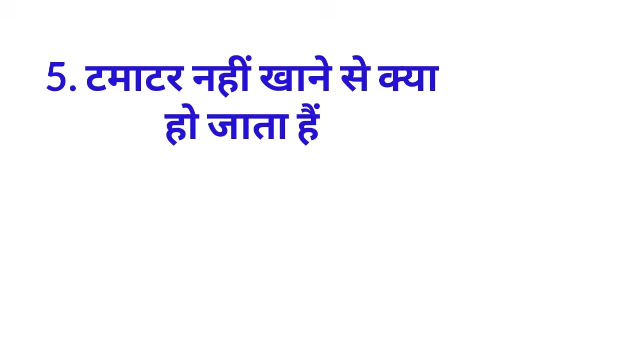 5. टमाटर नहीं खाने से क्या
हो जाता हैं